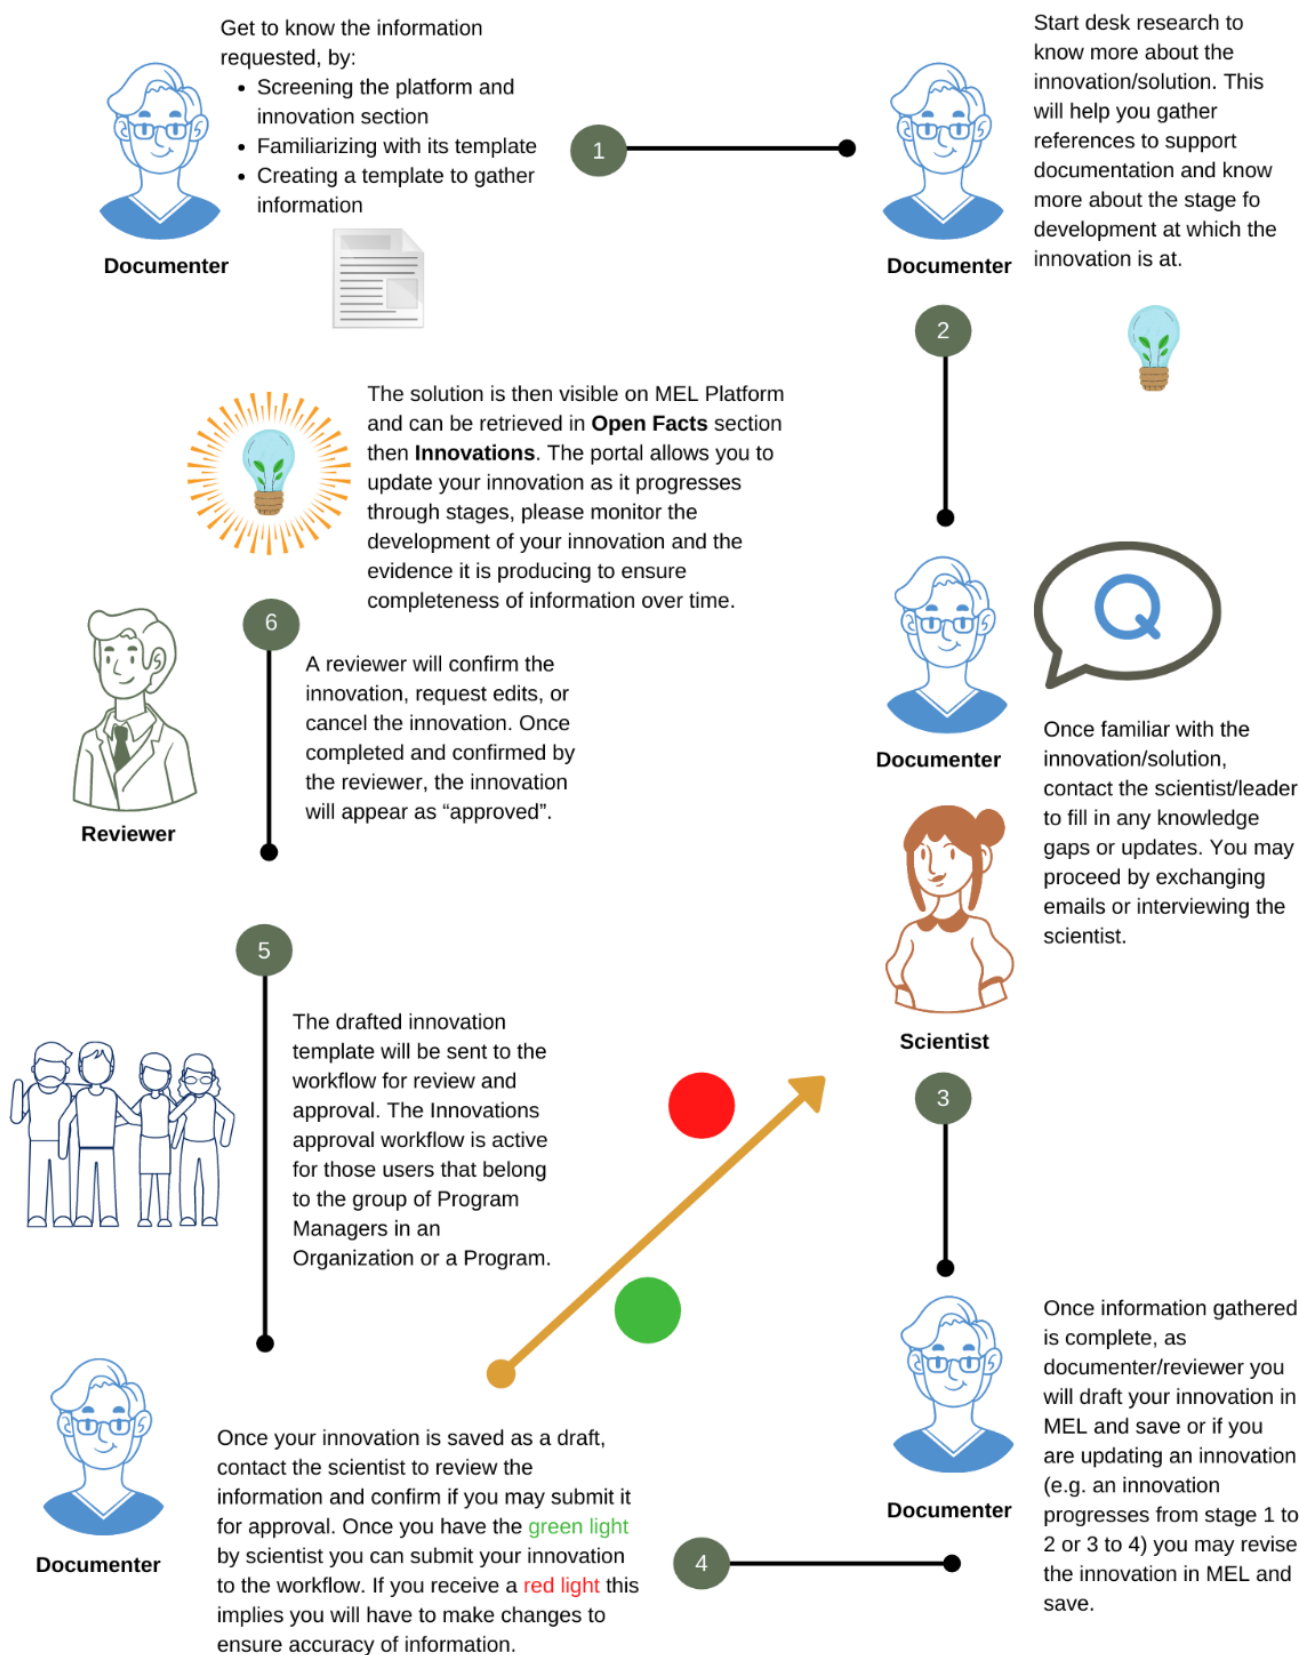 Get to know the information
requested, by:
• Screening the platform and
innovation section
• Familiarizing with its template
• Creating a template to gather
information
Documenter
1
Start desk research to
know more about the
innovation/solution. This
will help you gather
references to support
documentation and know
more about the stage fo
development at which the
innovation is at.
Documenter
2
Documenter
Q
Once familiar with the
innovation/solution,
contact the scientist/leader
to fill in any knowledge
gaps or updates. You may
proceed by exchanging
emails or interviewing the
scientist.
Scientist
3
Once information gathered
is complete, as
documenter/reviewer you
will draft your innovation in
MEL and save or if you
are updating an innovation
(e.g. an innovation
progresses from stage 1 to
2 or 3 to 4) you may revise
the innovation in MEL and
save.
Documenter
4
Once your innovation is saved as a draft,
contact the scientist to review the
information and confirm if you may submit it
for approval. Once you have the green light
by scientist you can submit your innovation
to the workflow. If you receive a red light this
implies you will have to make changes to
ensure accuracy of information.
Documenter
5
The drafted innovation
template will be sent to the
workflow for review and
approval. The Innovations
approval workflow is active
for those users that belong
to the group of Program
Managers in an
Organization or a Program.
6
A reviewer will confirm the
innovation, request edits, or
cancel the innovation. Once
completed and confirmed by
the reviewer, the innovation
will appear as “approved”.
Reviewer
The solution is then visible on MEL Platform
and can be retrieved in Open Facts section
then Innovations. The portal allows you to
update your innovation as it progresses
through stages, please monitor the
development of your innovation and the
evidence it is producing to ensure
completeness of information over time.